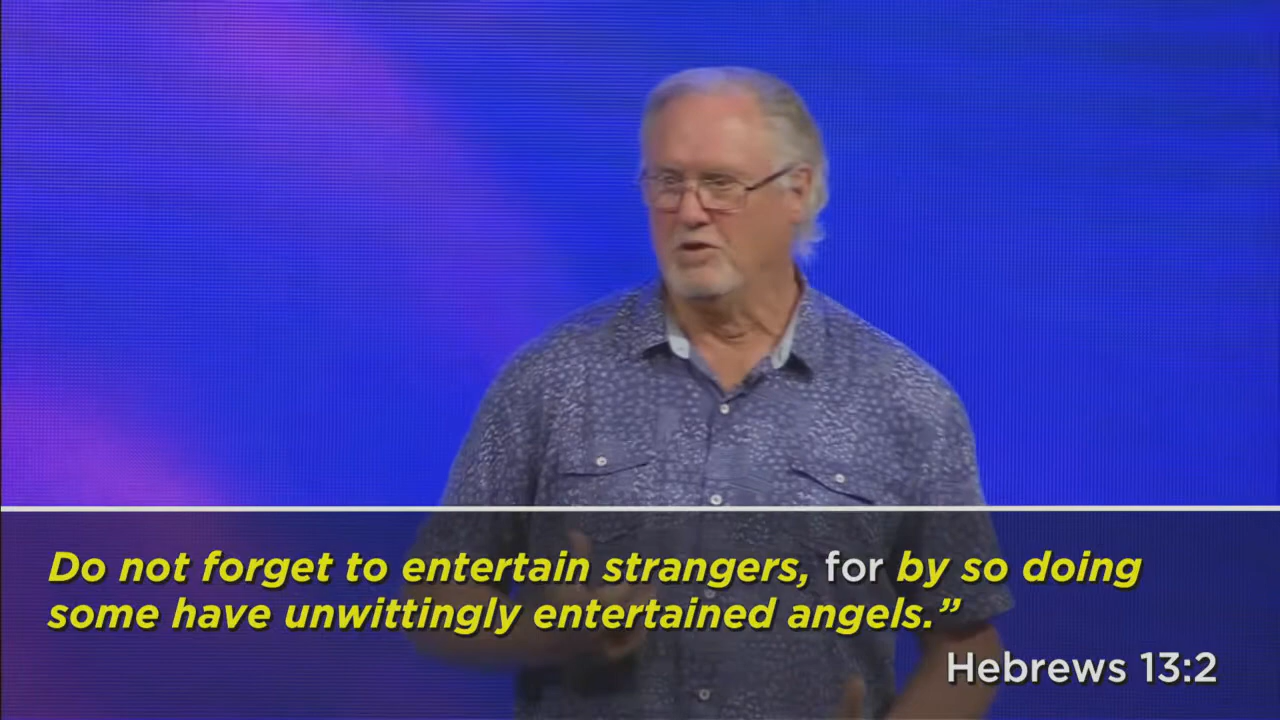 Do not forget to entertain strangers, for by so doing
some have unwittingly entertained angels.”
Hebrews 13:2